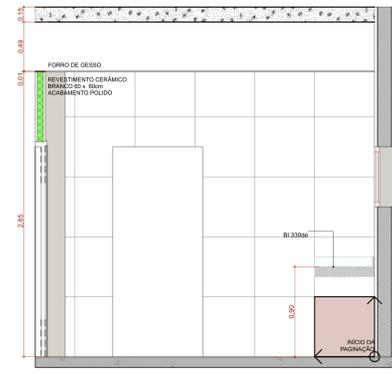 0,15
0,49
FORRO DE GESSO
0,01
REVESTIMENTO CERÂMICO
BRANCO 60 x 60cm
ACABAMENTO POLIDO
2,85
BI.330de
0,90
INÍCIO DA
PAGINAÇÃO